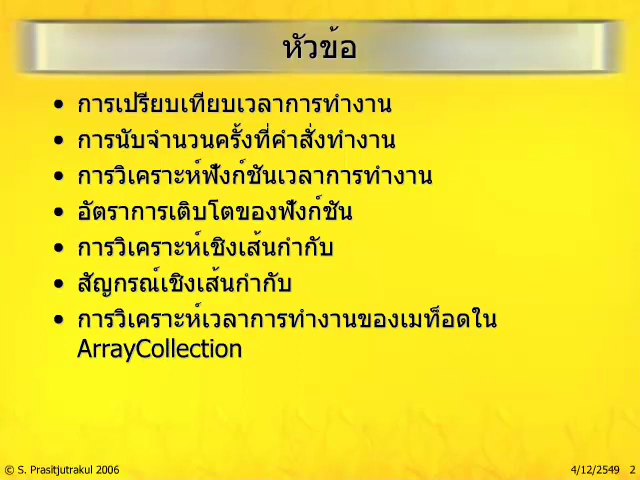 หัวข้อ
• การเปรียบเทียบเวลาการทำงาน
• การนับจำนวนครั้งที่คำสั่งทำงาน
• การวิเคราะห์ฟังก์ชันเวลาการทำงาน
• อัตราการเติบโตของฟังก์ชัน
• การวิเคราะห์เชิงเส้นกำกับ
• สัญกรณ์เชิงเส้นกำกับ
• การวิเคราะห์เวลาการทำงานของเมท็อดใน
ArrayCollection
© S. Prasitjutrakul 2006 4/12/2549 2